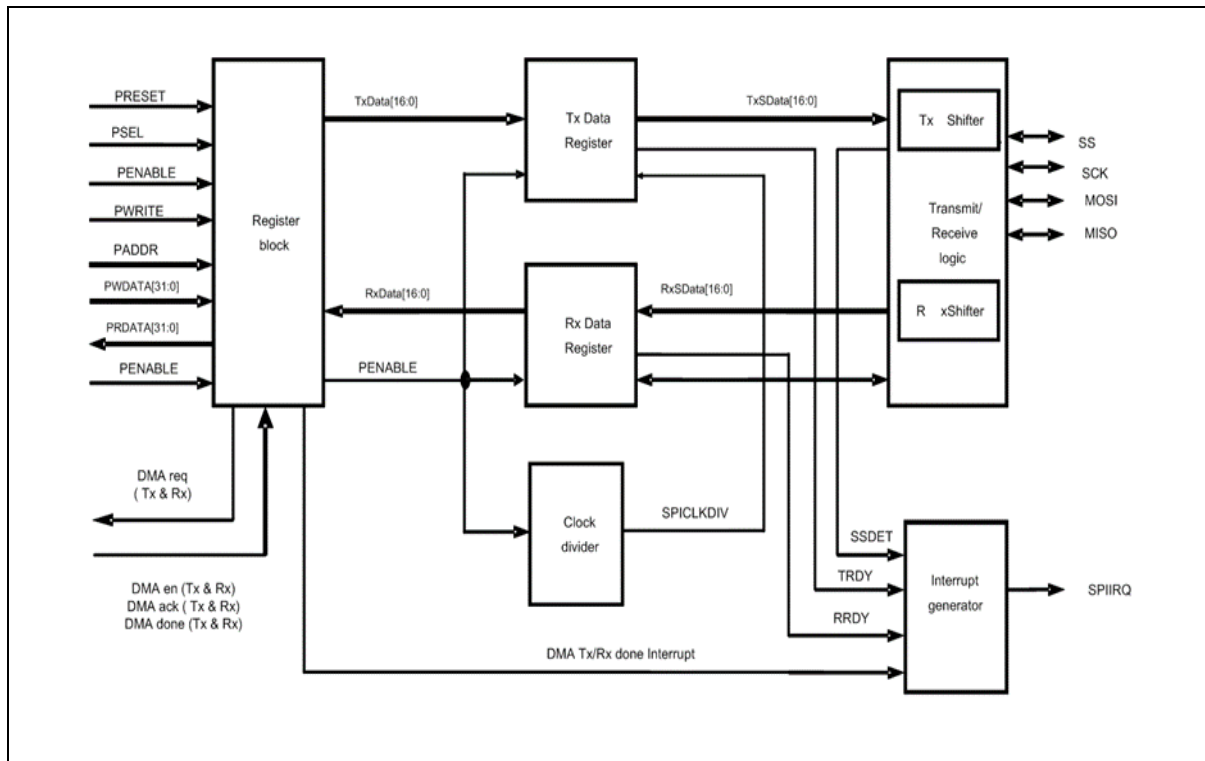 PRESET
PSEL
PENABLE
PWRITE
PADDR
PWDATA[31:0]
PRDATA[31:0]
PENABLE
Register
block
TxData[16:0]
RxData[16:0]
PENABLE
Tx Data
Register
Rx Data
Register
Clock
divider
SPICLKDIV
TxSData[16:0]
RxSData[16:0]
Tx Shifter
Transmit/
Receive
logic
R xShifter
SS
SCK
MOSI
MISO
DMA req
( Tx & Rx)
DMA en (Tx & Rx)
DMA ack ( Tx & Rx)
DMA done (Tx & Rx)
DMA Tx/Rx done Interrupt
SSDET
TRDY
RRDY
Interrupt
generator
SPIIRQ